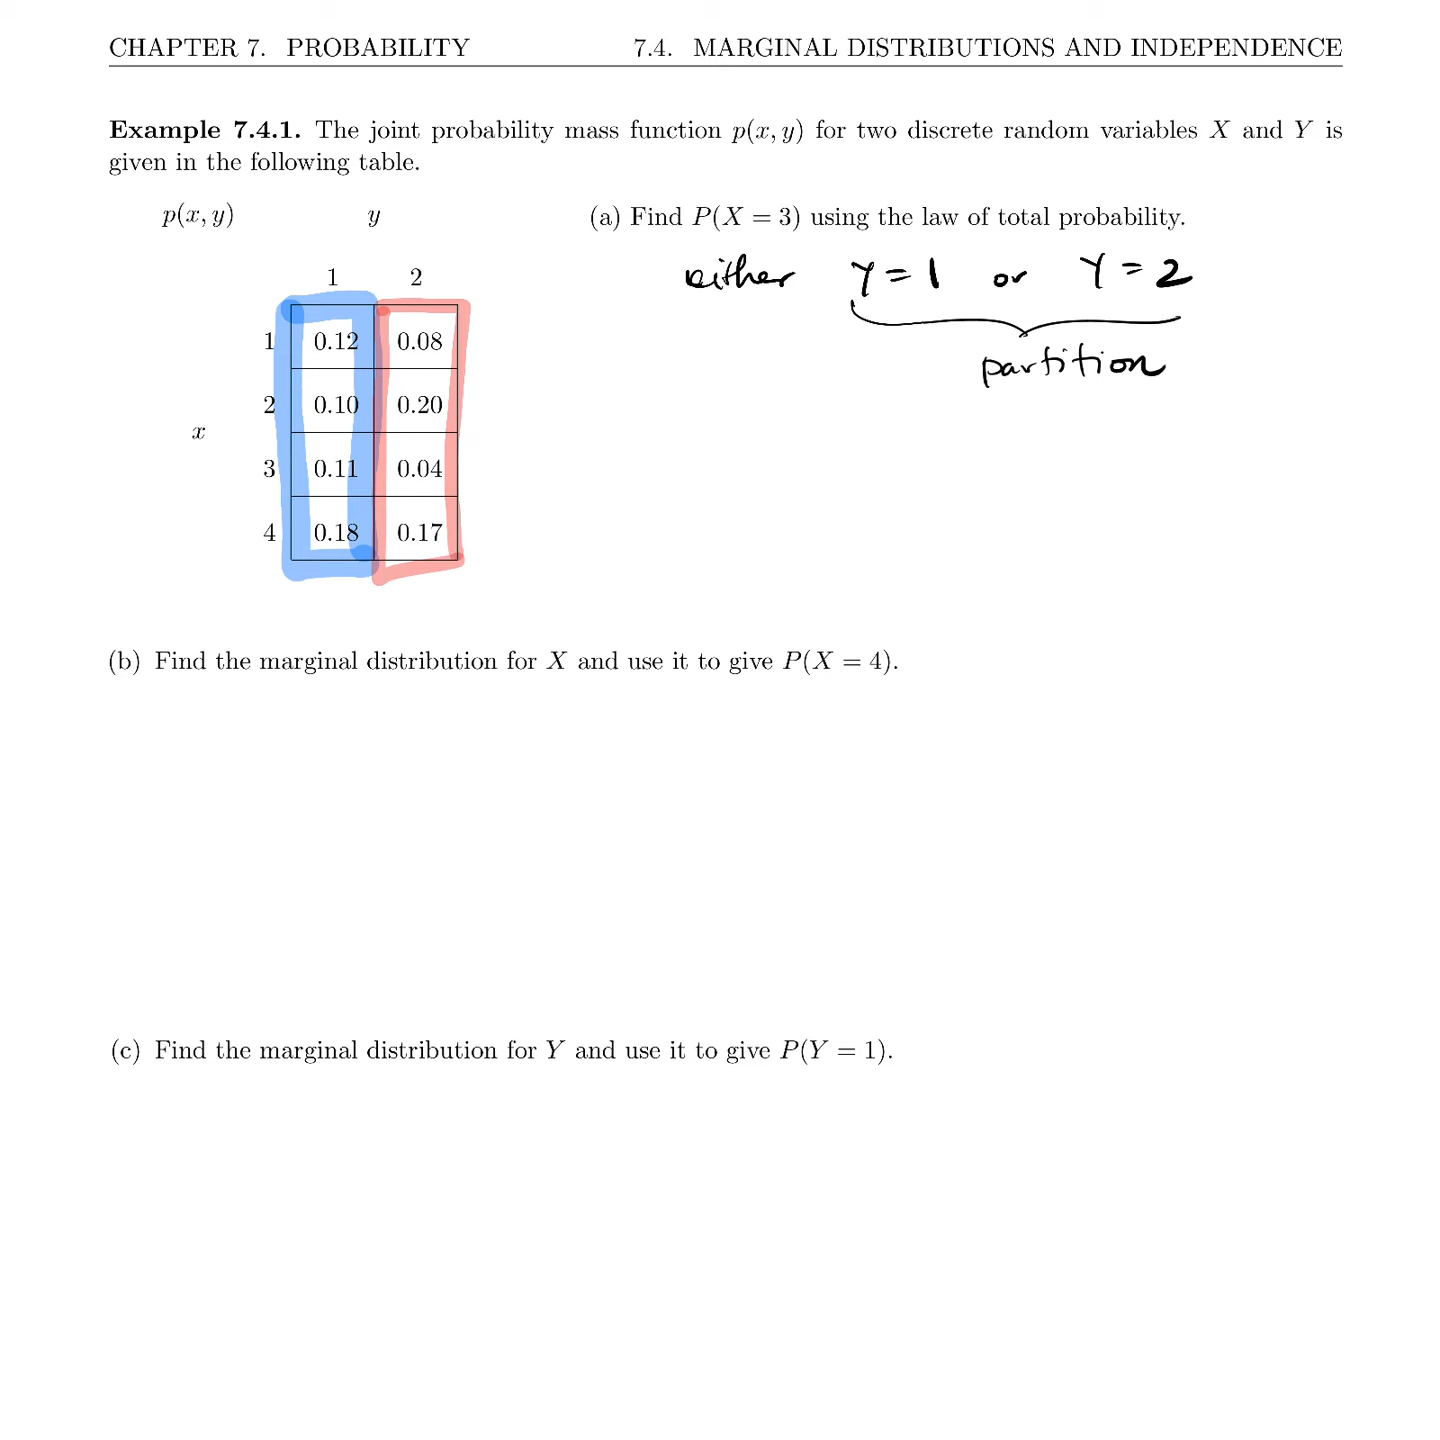 CHAPTER 7. PROBABILITY 7.4. MARGINAL DISTRIBUTIONS AND INDEPENDENCE
Example 7.4.1. The joint probability mass function p(x, y) for two discrete random variables X and Y is
given in the following table.
p(x, y) y
1 2
1 0.12 0.08
2 0.10 0.20
x
3 0.11 0.04
4 0.18 0.17
(a) Find P(X = 3) using the law of total probability.
either Y = 1 or Y = 2
partition
(b) Find the marginal distribution for X and use it to give P(X = 4).
(c) Find the marginal distribution for Y and use it to give P(Y = 1).